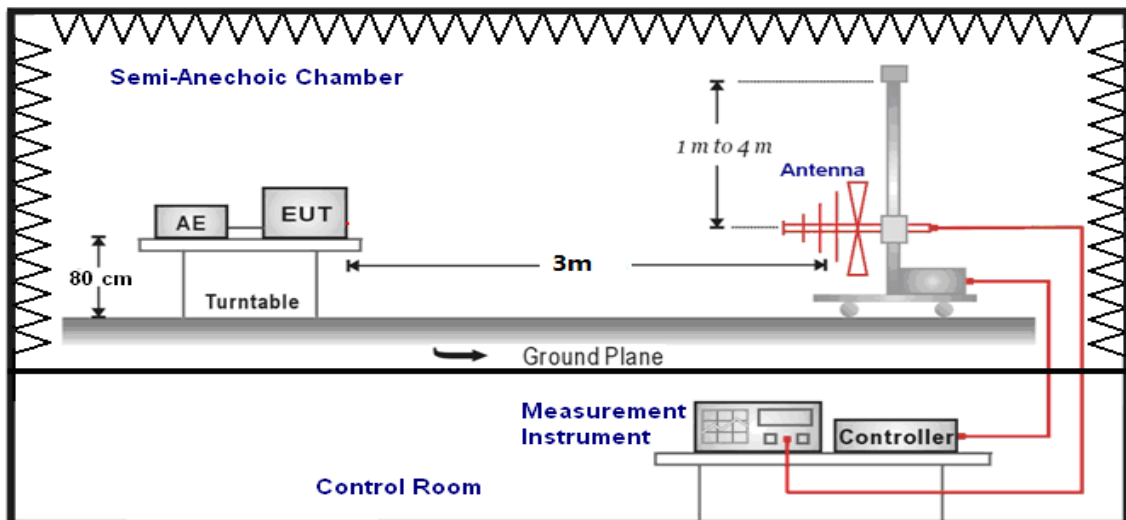 Semi-Anechoic Chamber
1 m to 4 m
Antenna
AE
EUT
80 cm
3m
Turntable
Ground Plane
Measurement
Instrument
Controller
Control Room